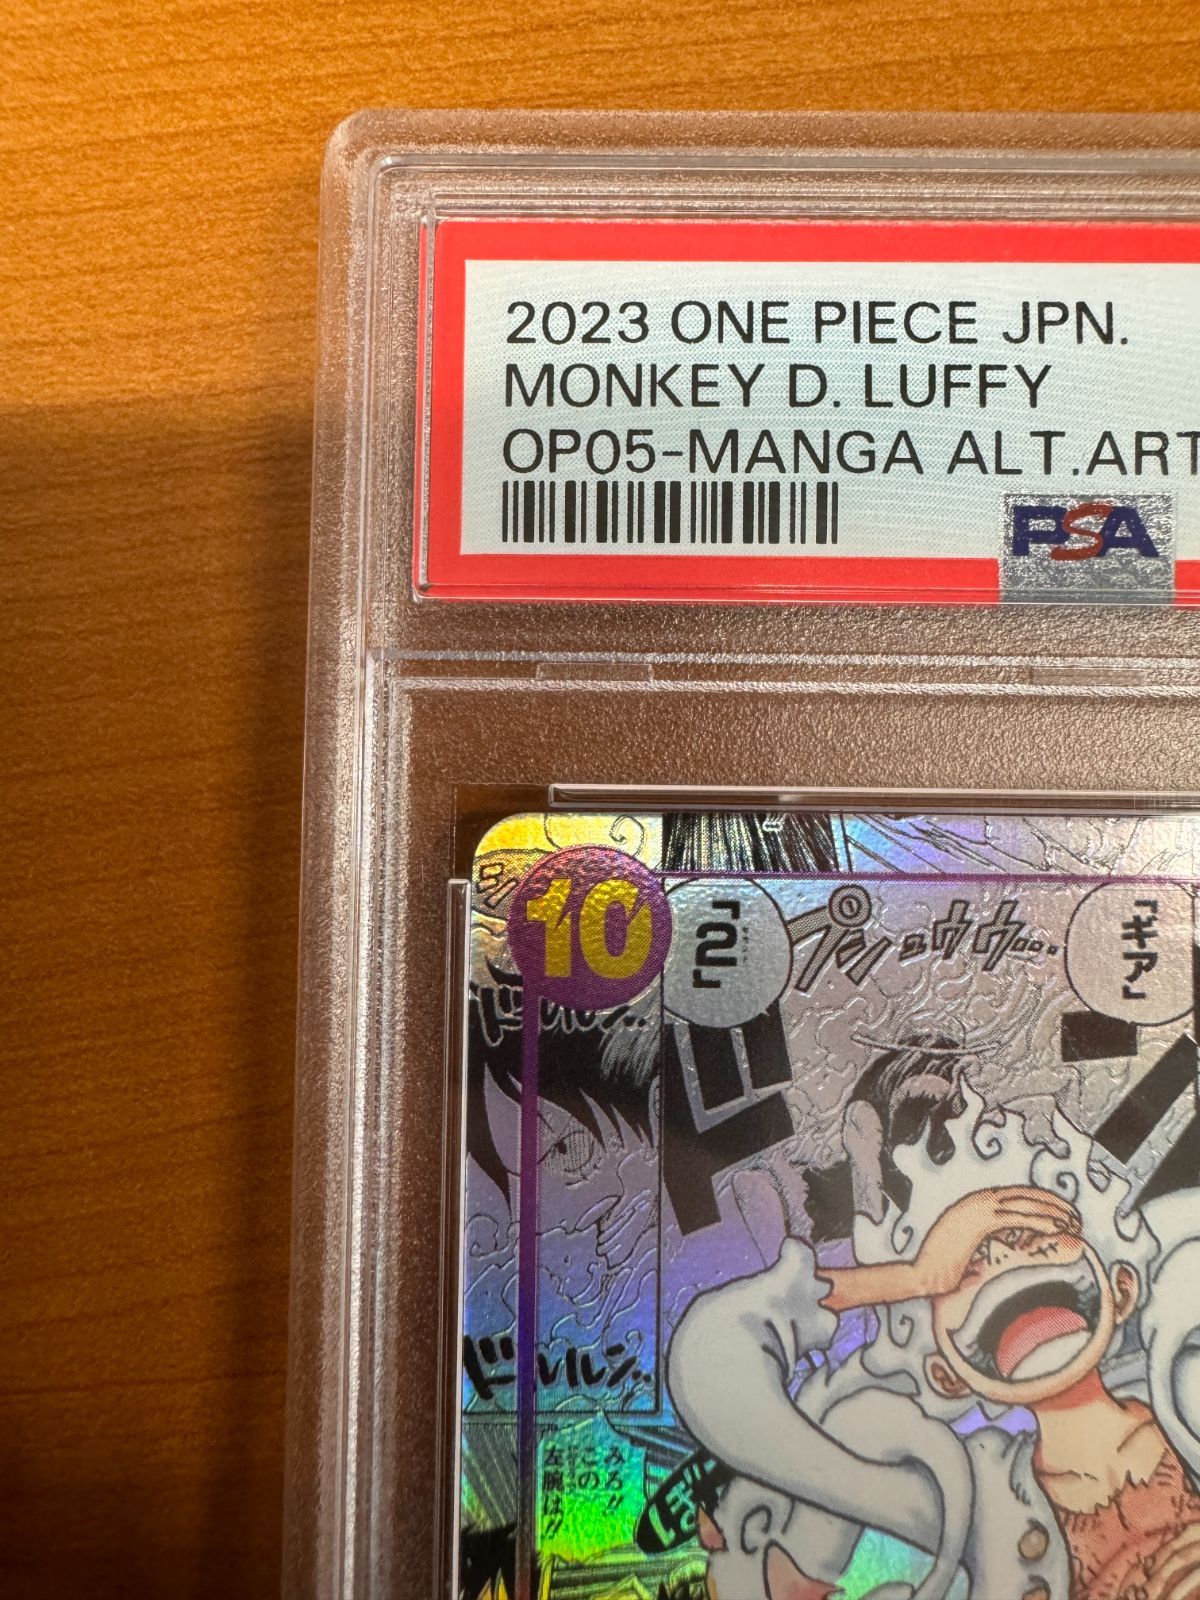 2023 ONE PIECE JPN.
MONKEY D. LUFFY
OP05-MANGA ALT.ART
PSA
10
「2」
プシュウウ...
「ギア」
ドルルン..
ドルルン..
みろ!!
この
左腕は!!